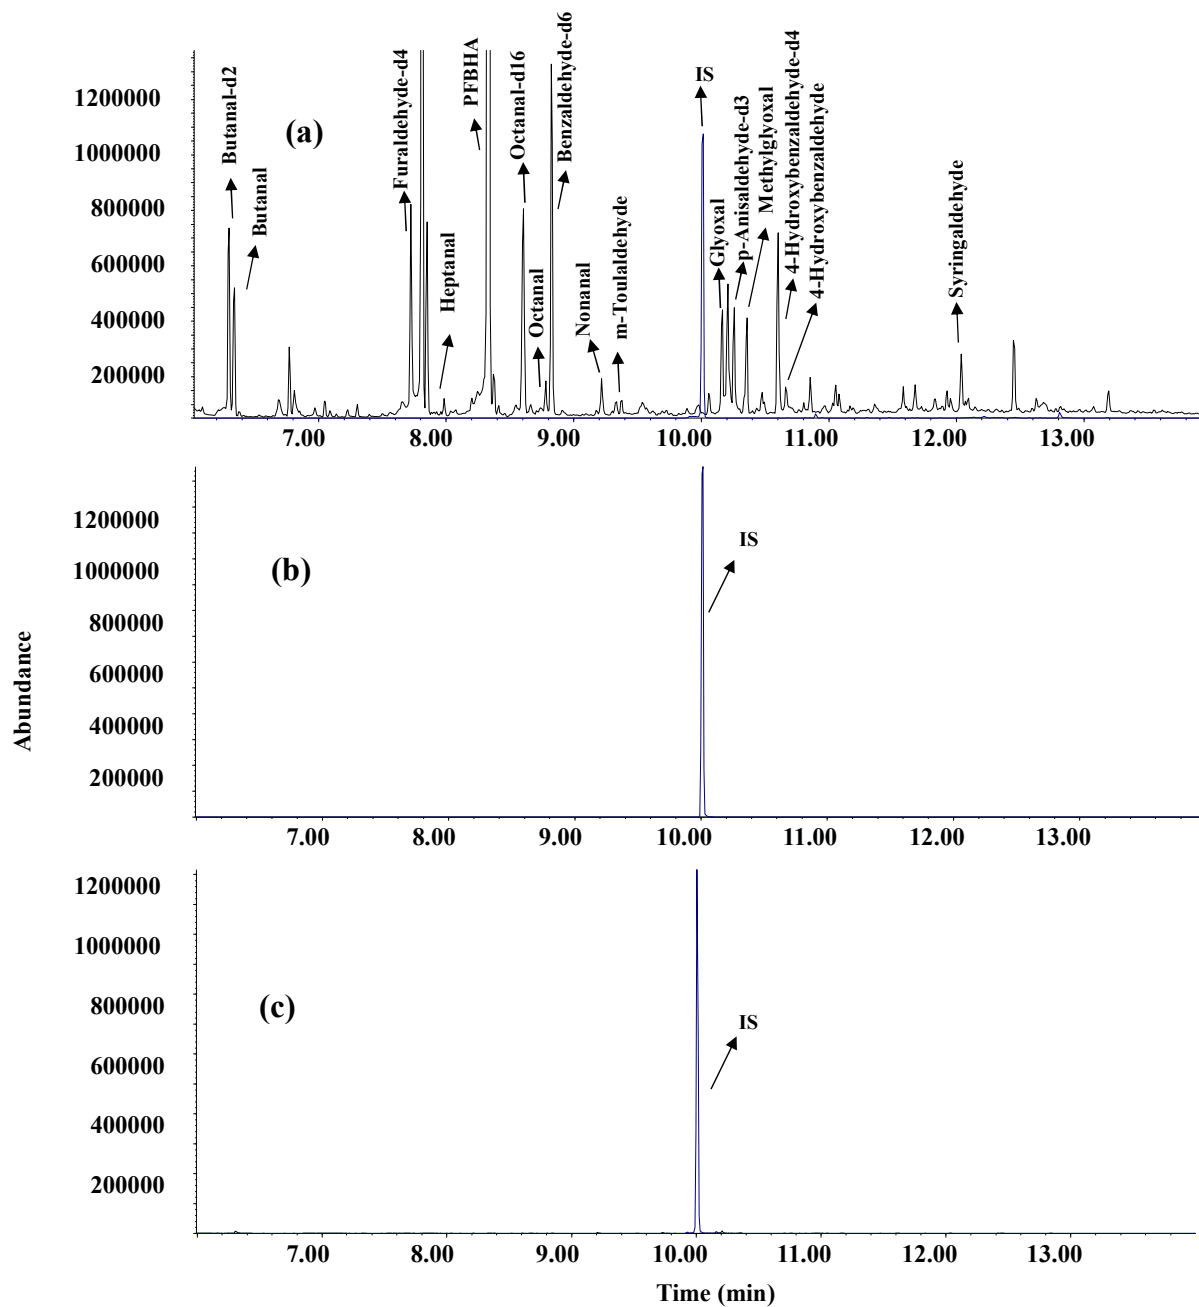 Butanal-d2
Butanal
Furaldehyde-d4
Heptanal
PFBHA
Octanal-d16
Octanal
Benzaldehyde-d6
Nonanal
m-Toulaldehyde
IS
Glyoxal
p-Anisaldehyde-d3
Methylglyoxal
4-Hydroxybenzaldehyde-d4
4-Hydroxybenzaldehyde
Syringaldehyde
(a)
1200000
1000000
800000
600000
400000
200000
7.00 8.00 9.00 10.00 11.00 12.00 13.00
(b)
IS
1200000
1000000
800000
600000
400000
200000
7.00 8.00 9.00 10.00 11.00 12.00 13.00
Abundance
(c)
IS
1200000
1000000
800000
600000
400000
200000
7.00 8.00 9.00 10.00 11.00 12.00 13.00
Time (min)